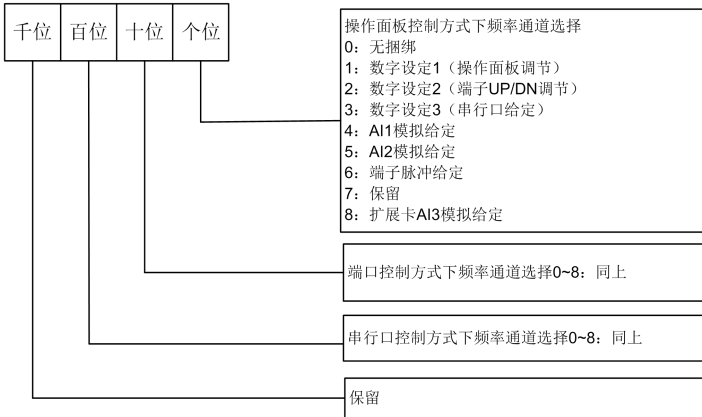 千位 百位 十位 个位
操作面板控制方式下频率通道选择
0：无捆绑
1：数字设定1（操作面板调节）
2：数字设定2（端子UP/DN调节）
3：数字设定3（串行口给定）
4：AI1模拟给定
5：AI2模拟给定
6：端子脉冲给定
7：保留
8：扩展卡AI3模拟给定
端口控制方式下频率通道选择0~8：同上
串行口控制方式下频率通道选择0~8：同上
保留